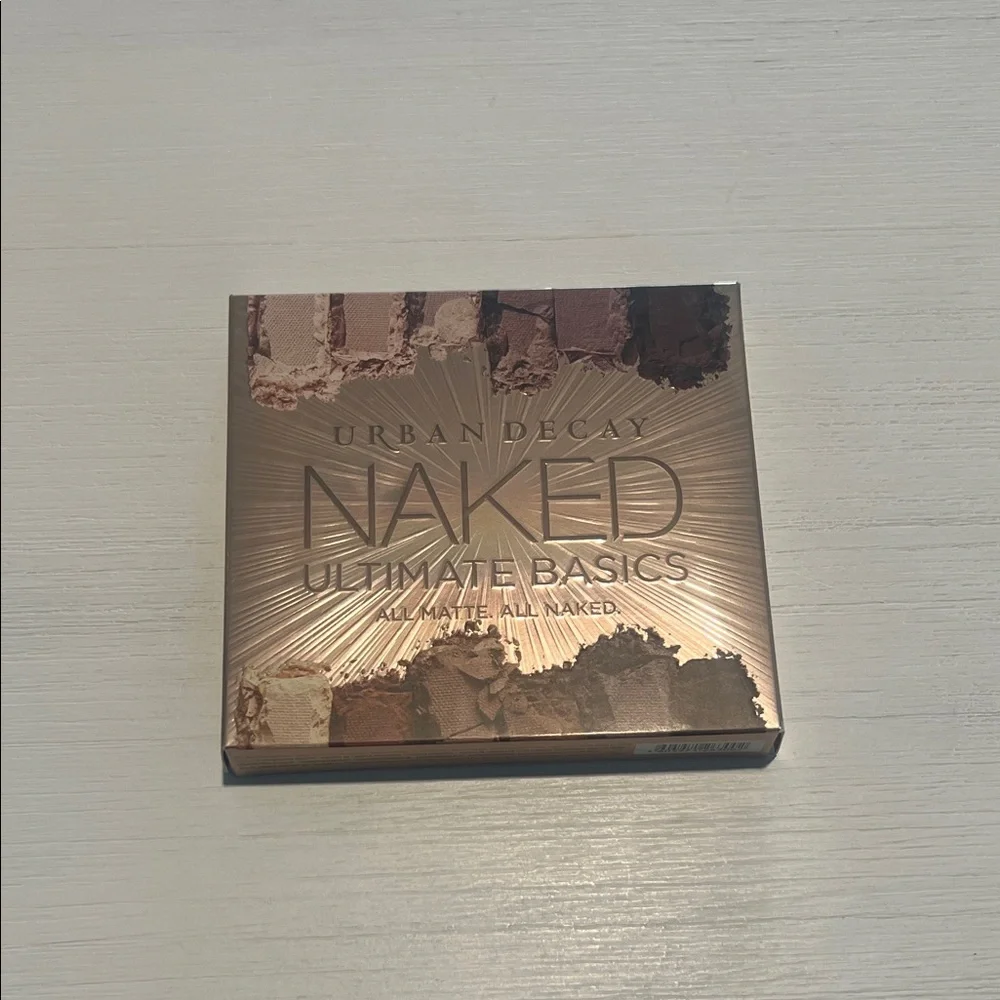 URBAN DECAY
NAKED
ULTIMATE BASICS
ALL MATTE. ALL NAKED.